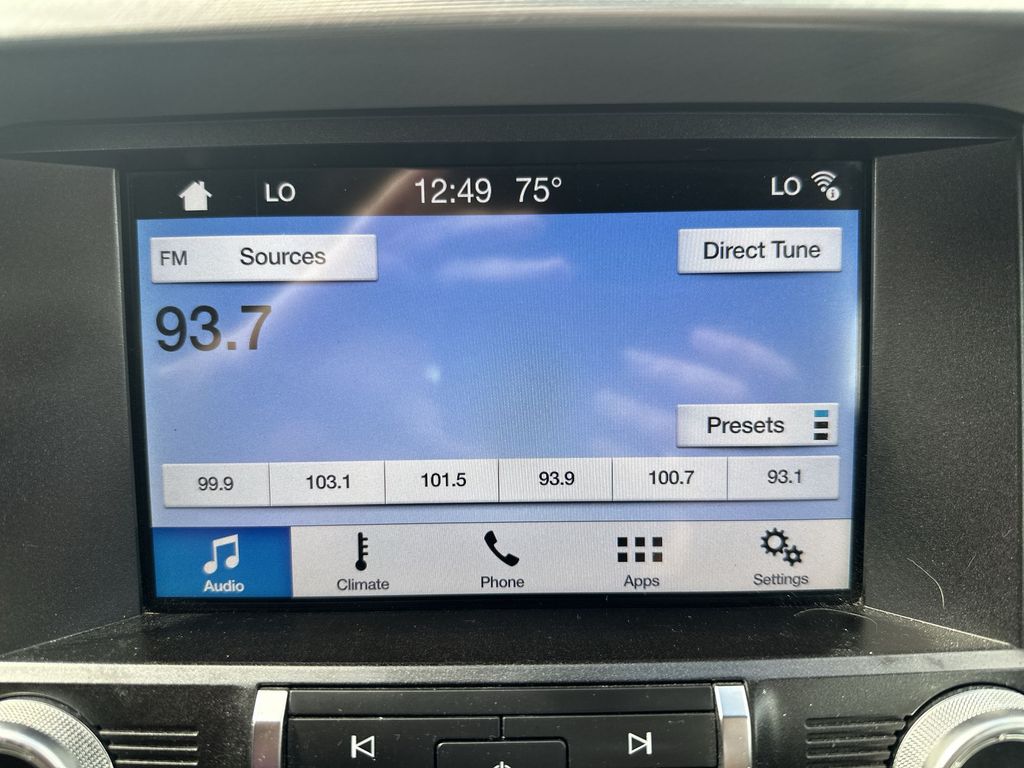 LO 12:49 75° LO
FM Sources Direct Tune
93.7
Presets
99.9 103.1 101.5 93.9 100.7 93.1
Audio Climate Phone Apps Settings